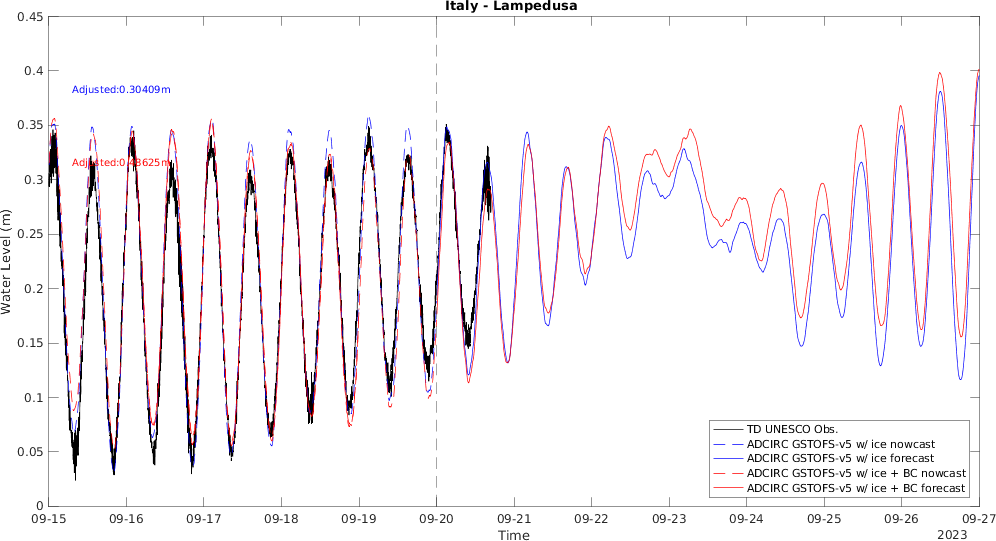 Italy - Lampedusa
0.45
0.4
0.35
0.3
0.25
0.2
0.15
0.1
0.05
0
Water Level (m)
Adjusted:0.30409m
Adjusted:0.43625m
TD UNESCO Obs.
ADCIRC GSTOFS-v5 w/ ice nowcast
ADCIRC GSTOFS-v5 w/ ice forecast
ADCIRC GSTOFS-v5 w/ ice + BC nowcast
ADCIRC GSTOFS-v5 w/ ice + BC forecast
09-15 09-16 09-17 09-18 09-19 09-20 09-21 09-22 09-23 09-24 09-25 09-26 09-27
Time
2023